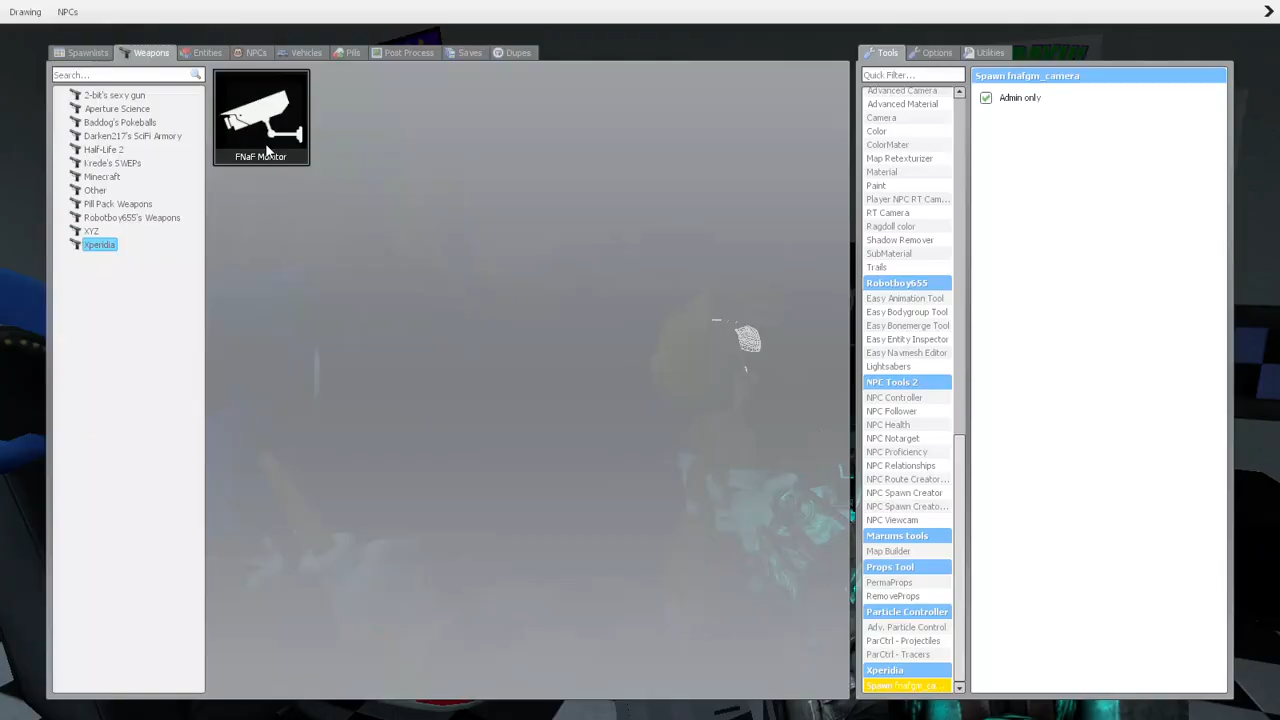 Drawing
NPCs
Spawnlists
Weapons
Entities
NPCs
Vehicles
Pills
Post Process
Saves
Dupes
Tools
Options
Utilities
Search...
2-bit's sexy gun
Aperture Science
Baddog's Pokeballs
Darken217's SciFi Armory
Half-Life 2
Krede's SWEPs
Minecraft
Other
Pill Pack Weapons
Robotboy655's Weapons
XYZ
Xperidia
FNaF Monitor
Quick Filter...
Advanced Camera
Advanced Material
Camera
Color
ColorMater
Map Retexturizer
Material
Paint
Player NPC RT Cam...
RT Camera
Ragdoll color
Shadow Remover
SubMaterial
Trails
Robotboy655
Easy Animation Tool
Easy Bodygroup Tool
Easy Bonemerge Tool
Easy Entity Inspector
Easy Navmesh Editor
Lightsabers
NPC Tools 2
NPC Controller
NPC Follower
NPC Health
NPC Notarget
NPC Proficiency
NPC Relationships
NPC Route Creator...
NPC Spawn Creator
NPC Spawn Creato...
NPC Viewcam
Marums tools
Map Builder
Props Tool
PermaProps
RemoveProps
Particle Controller
Adv. Particle Control
ParCtrl - Projectiles
ParCtrl - Tracers
Xperidia
Spawn fnafgm_ca...
Spawn fnafgm_camera
Admin only